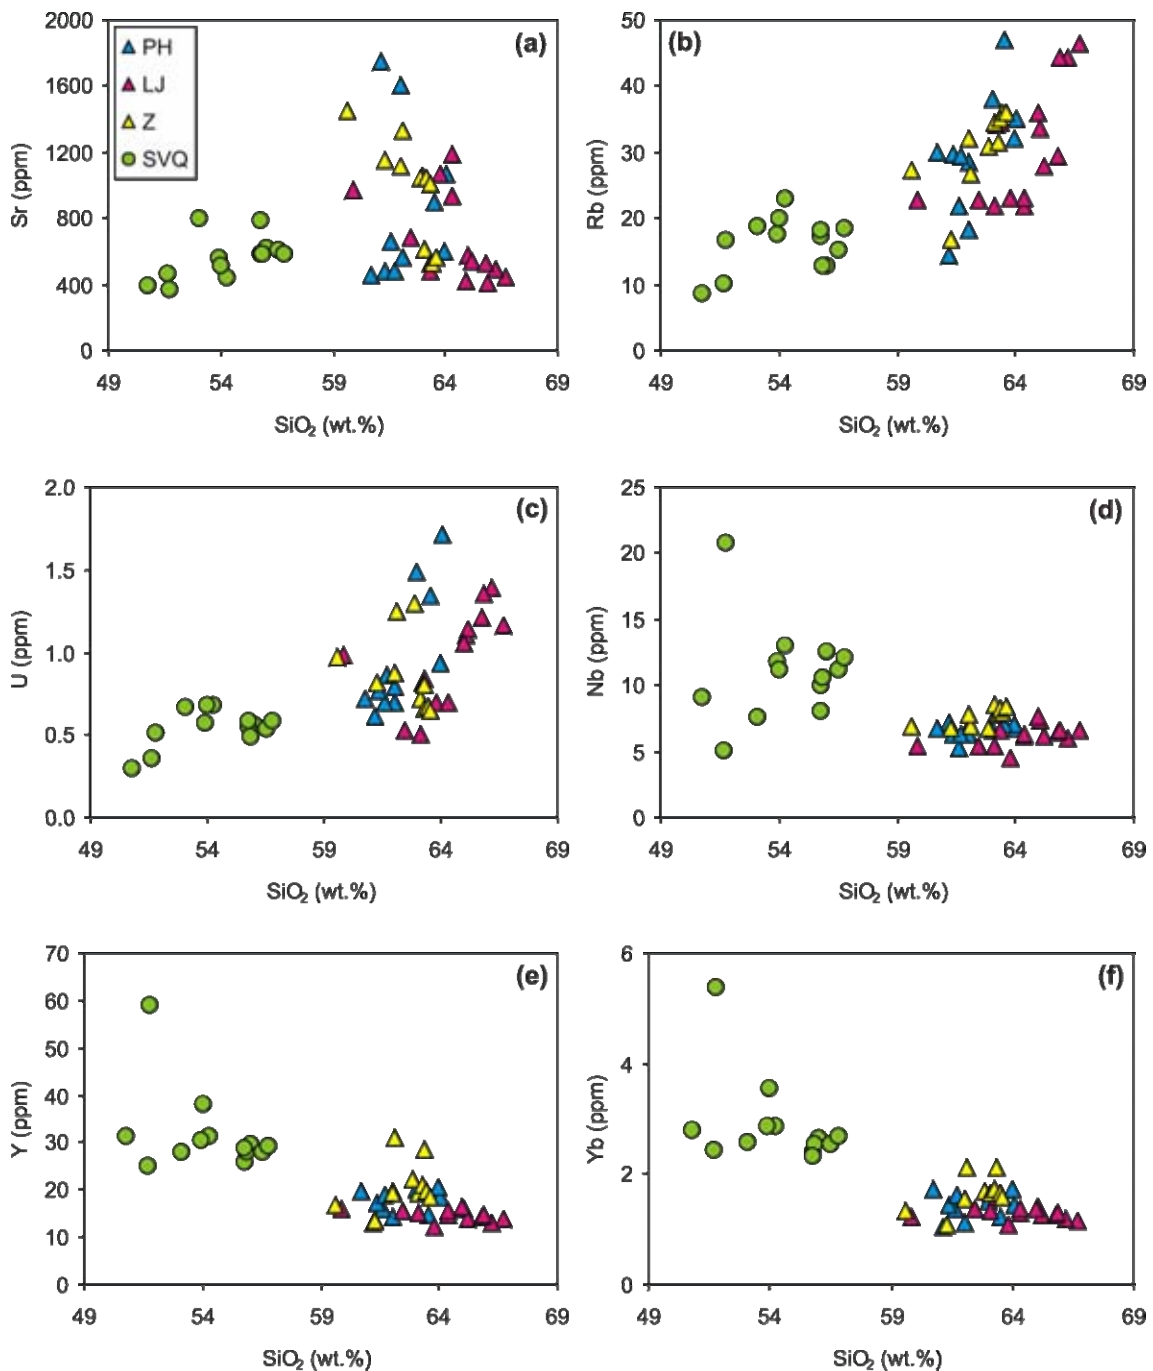 2000
1600
1200
800
400
0
Sr (ppm)
PH
LJ
Z
SVQ
(a)
49 54 59 64 69
SiO₂ (wt.%)
50
40
30
20
10
0
Rb (ppm)
(b)
49 54 59 64 69
SiO₂ (wt.%)
2.0
1.5
1.0
0.5
0.0
U (ppm)
(c)
49 54 59 64 69
SiO₂ (wt.%)
25
20
15
10
5
0
Nb (ppm)
(d)
49 54 59 64 69
SiO₂ (wt.%)
70
60
50
40
30
20
10
0
Y (ppm)
(e)
49 54 59 64 69
SiO₂ (wt.%)
6
4
2
0
Yb (ppm)
(f)
49 54 59 64 69
SiO₂ (wt.%)